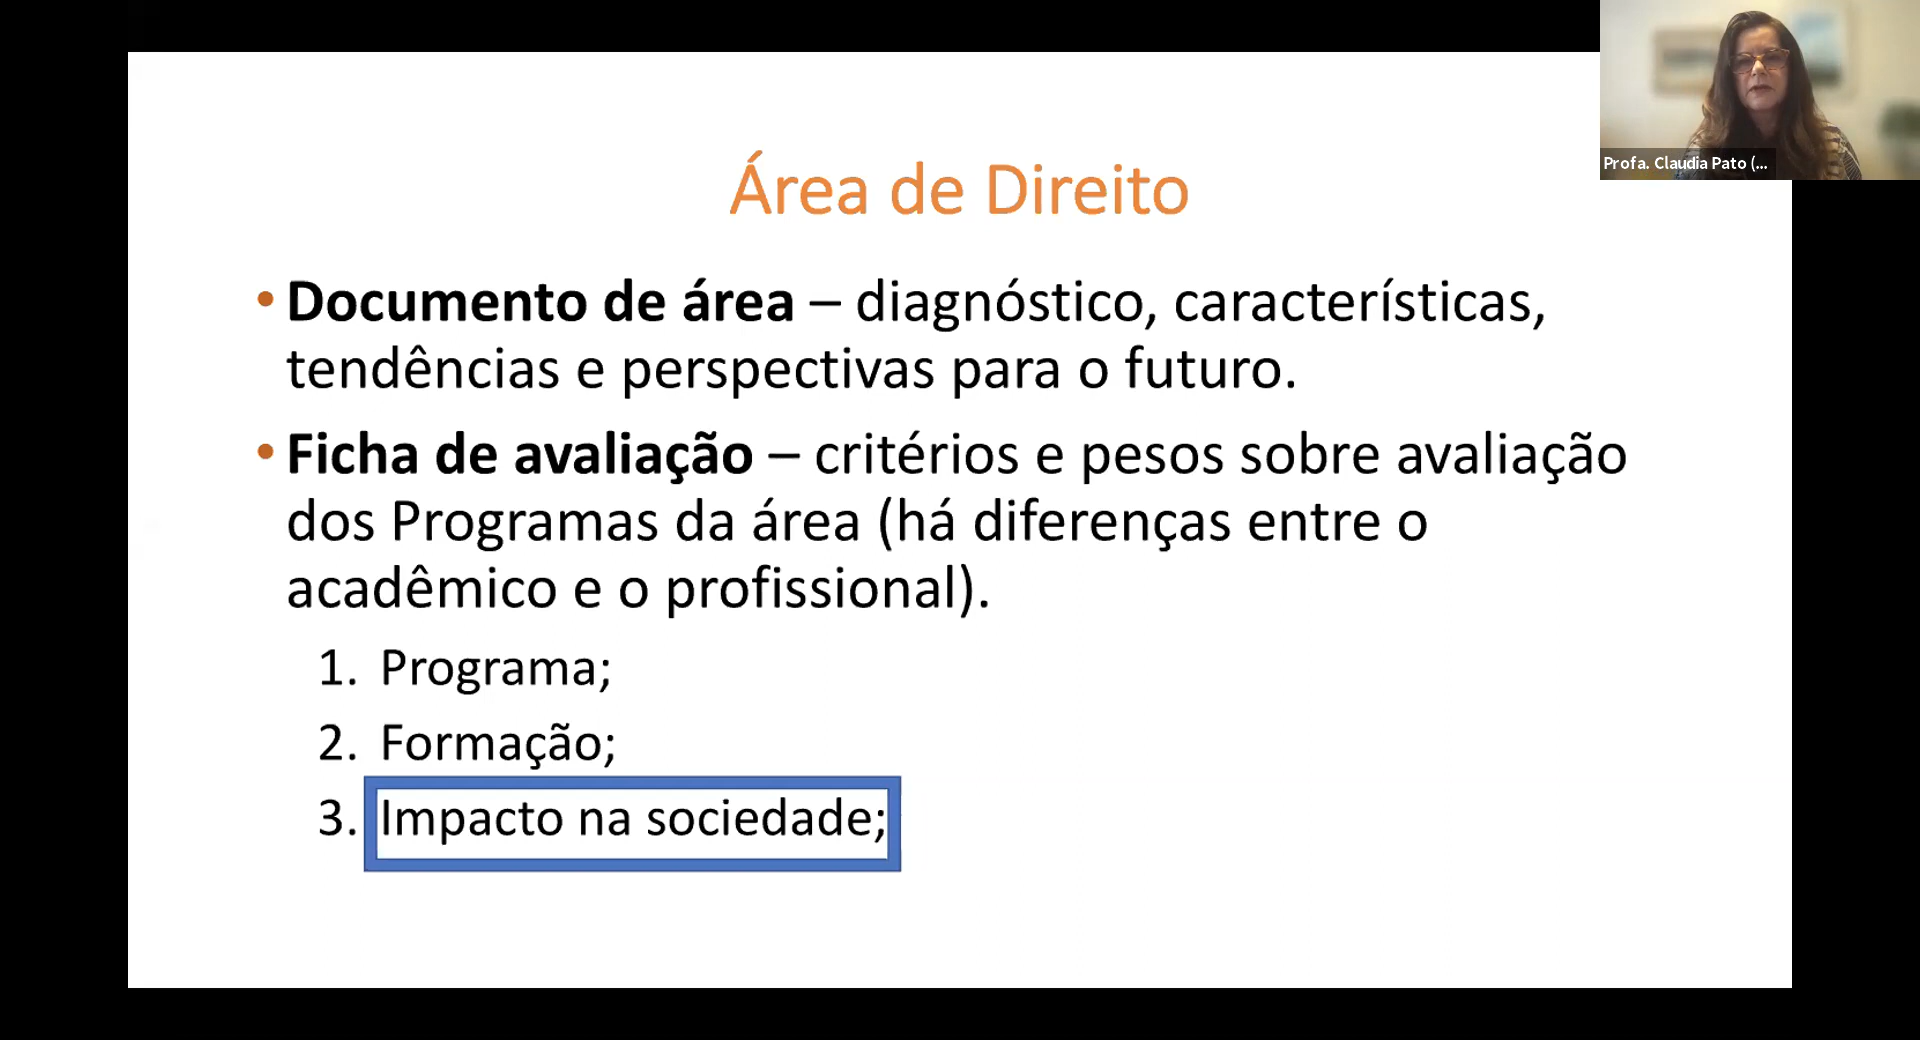 Área de Direito
• Documento de área – diagnóstico, características,
tendências e perspectivas para o futuro.
• Ficha de avaliação – critérios e pesos sobre avaliação
dos Programas da área (há diferenças entre o
acadêmico e o profissional).
1. Programa;
2. Formação;
3. Impacto na sociedade;
Profa. Claudia Pato (...